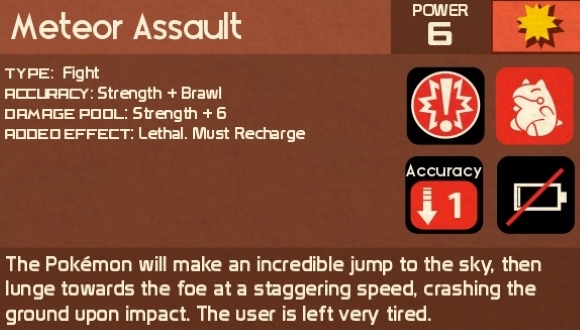 Meteor Assault
POWER
6
TYPE: Fight
ACCURACY: Strength + Brawl
DAMAGE POOL: Strength + 6
ADDED EFFECT: Lethal. Must Recharge
Accuracy
1
The Pokémon will make an incredible jump to the sky, then
lunge towards the foe at a staggering speed, crashing the
ground upon impact. The user is left very tired.